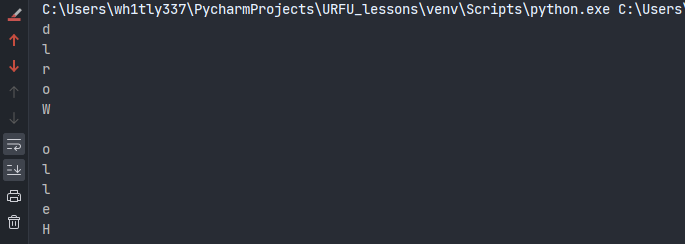 C:\Users\wh1tly337\PycharmProjects\URFU_lessons\venv\Scripts\python.exe C:\Users\
d
l
r
o
W

o
l
l
e
H